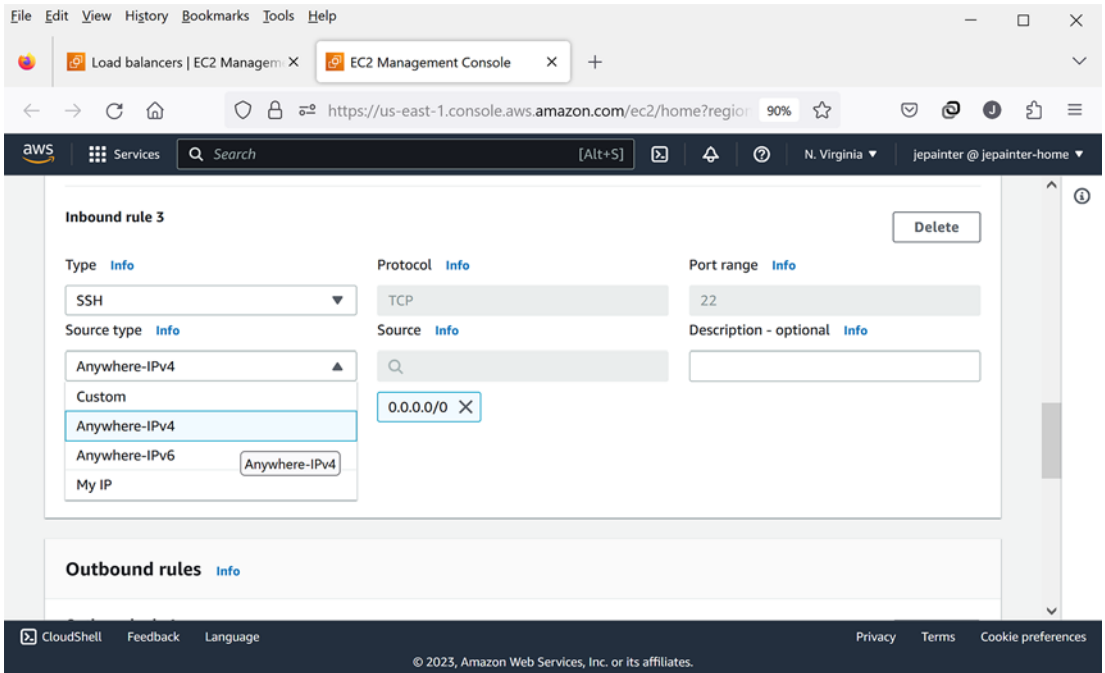 File Edit View History Bookmarks Tools Help
Load balancers | EC2 Managem
EC2 Management Console
https://us-east-1.console.aws.amazon.com/ec2/home?region
90%
J
aws Services Search [Alt+S] N. Virginia jepainter @ jepainter-home
Inbound rule 3
Delete
Type Info Protocol Info Port range Info
SSH TCP 22
Source type Info Source Info Description - optional Info
Anywhere-IPv4
Custom
0.0.0.0/0
Anywhere-IPv4
Anywhere-IPv6
Anywhere-IPv4
My IP
Outbound rules Info
CloudShell Feedback Language Privacy Terms Cookie preferences
© 2023, Amazon Web Services, Inc. or its affiliates.